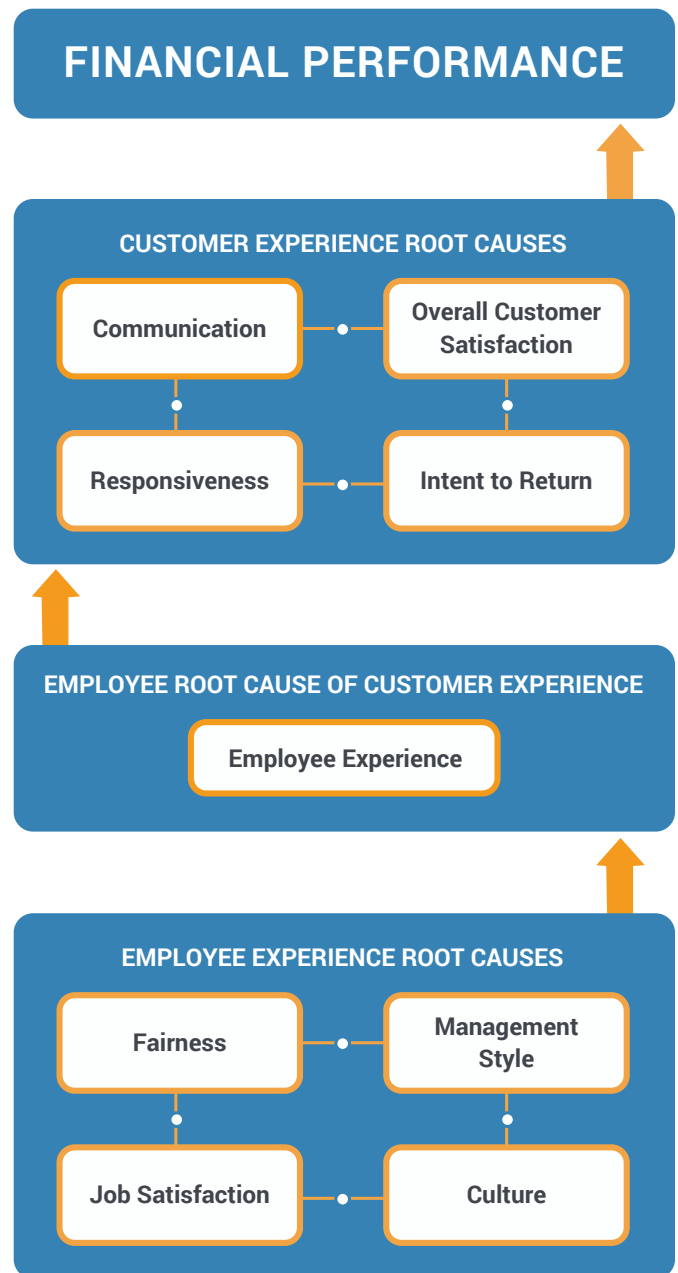 FINANCIAL PERFORMANCE
CUSTOMER EXPERIENCE ROOT CAUSES
Communication
Overall Customer
Satisfaction
Responsiveness
Intent to Return
EMPLOYEE ROOT CAUSE OF CUSTOMER EXPERIENCE
Employee Experience
EMPLOYEE EXPERIENCE ROOT CAUSES
Fairness
Management
Style
Job Satisfaction
Culture